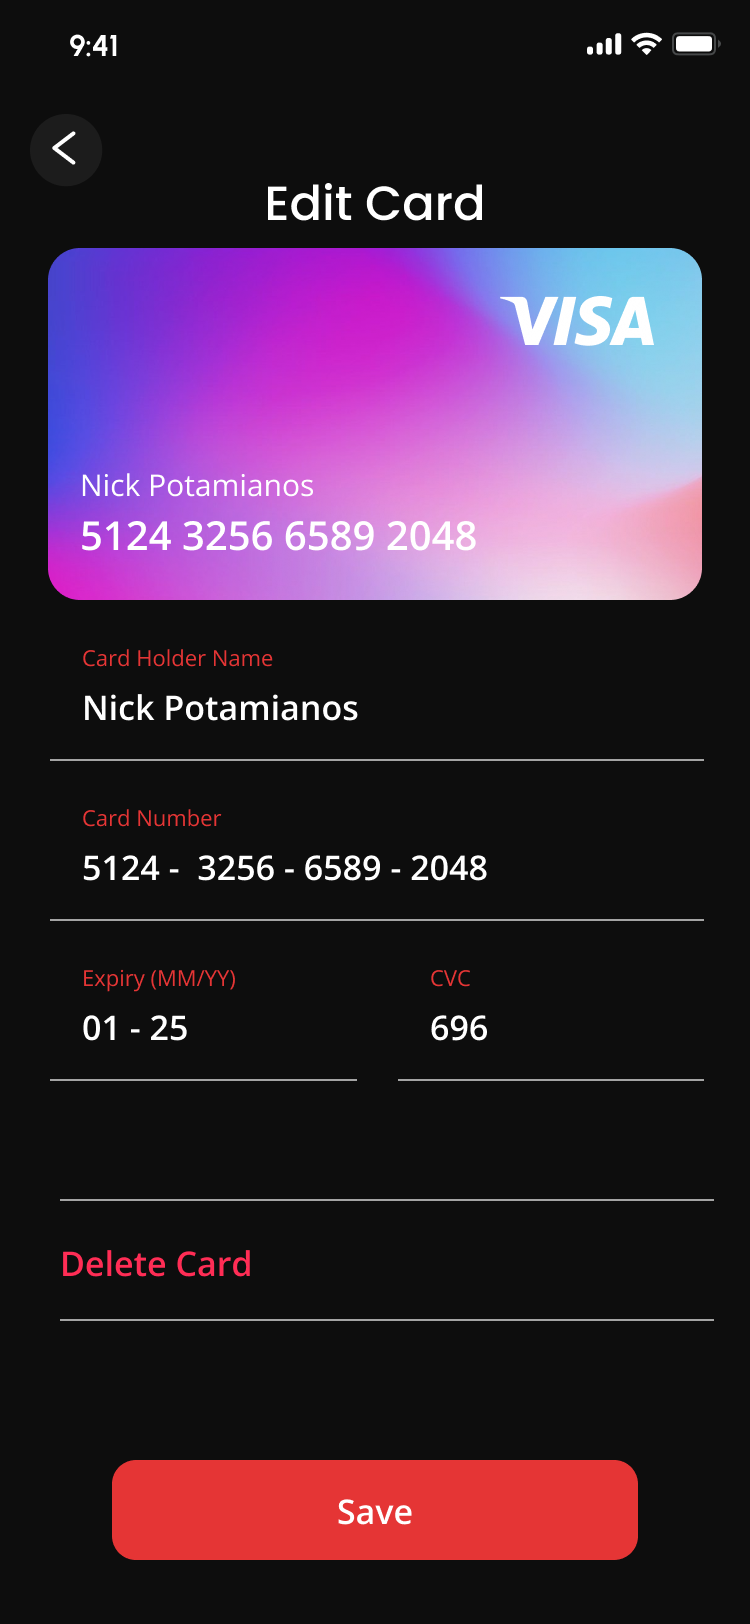 9:41
Edit Card
VISA
Nick Potamianos
5124 3256 6589 2048
Card Holder Name
Nick Potamianos
Card Number
5124 -  3256 - 6589 - 2048
Expiry (MM/YY) CVC
01 - 25 696
Delete Card
Save